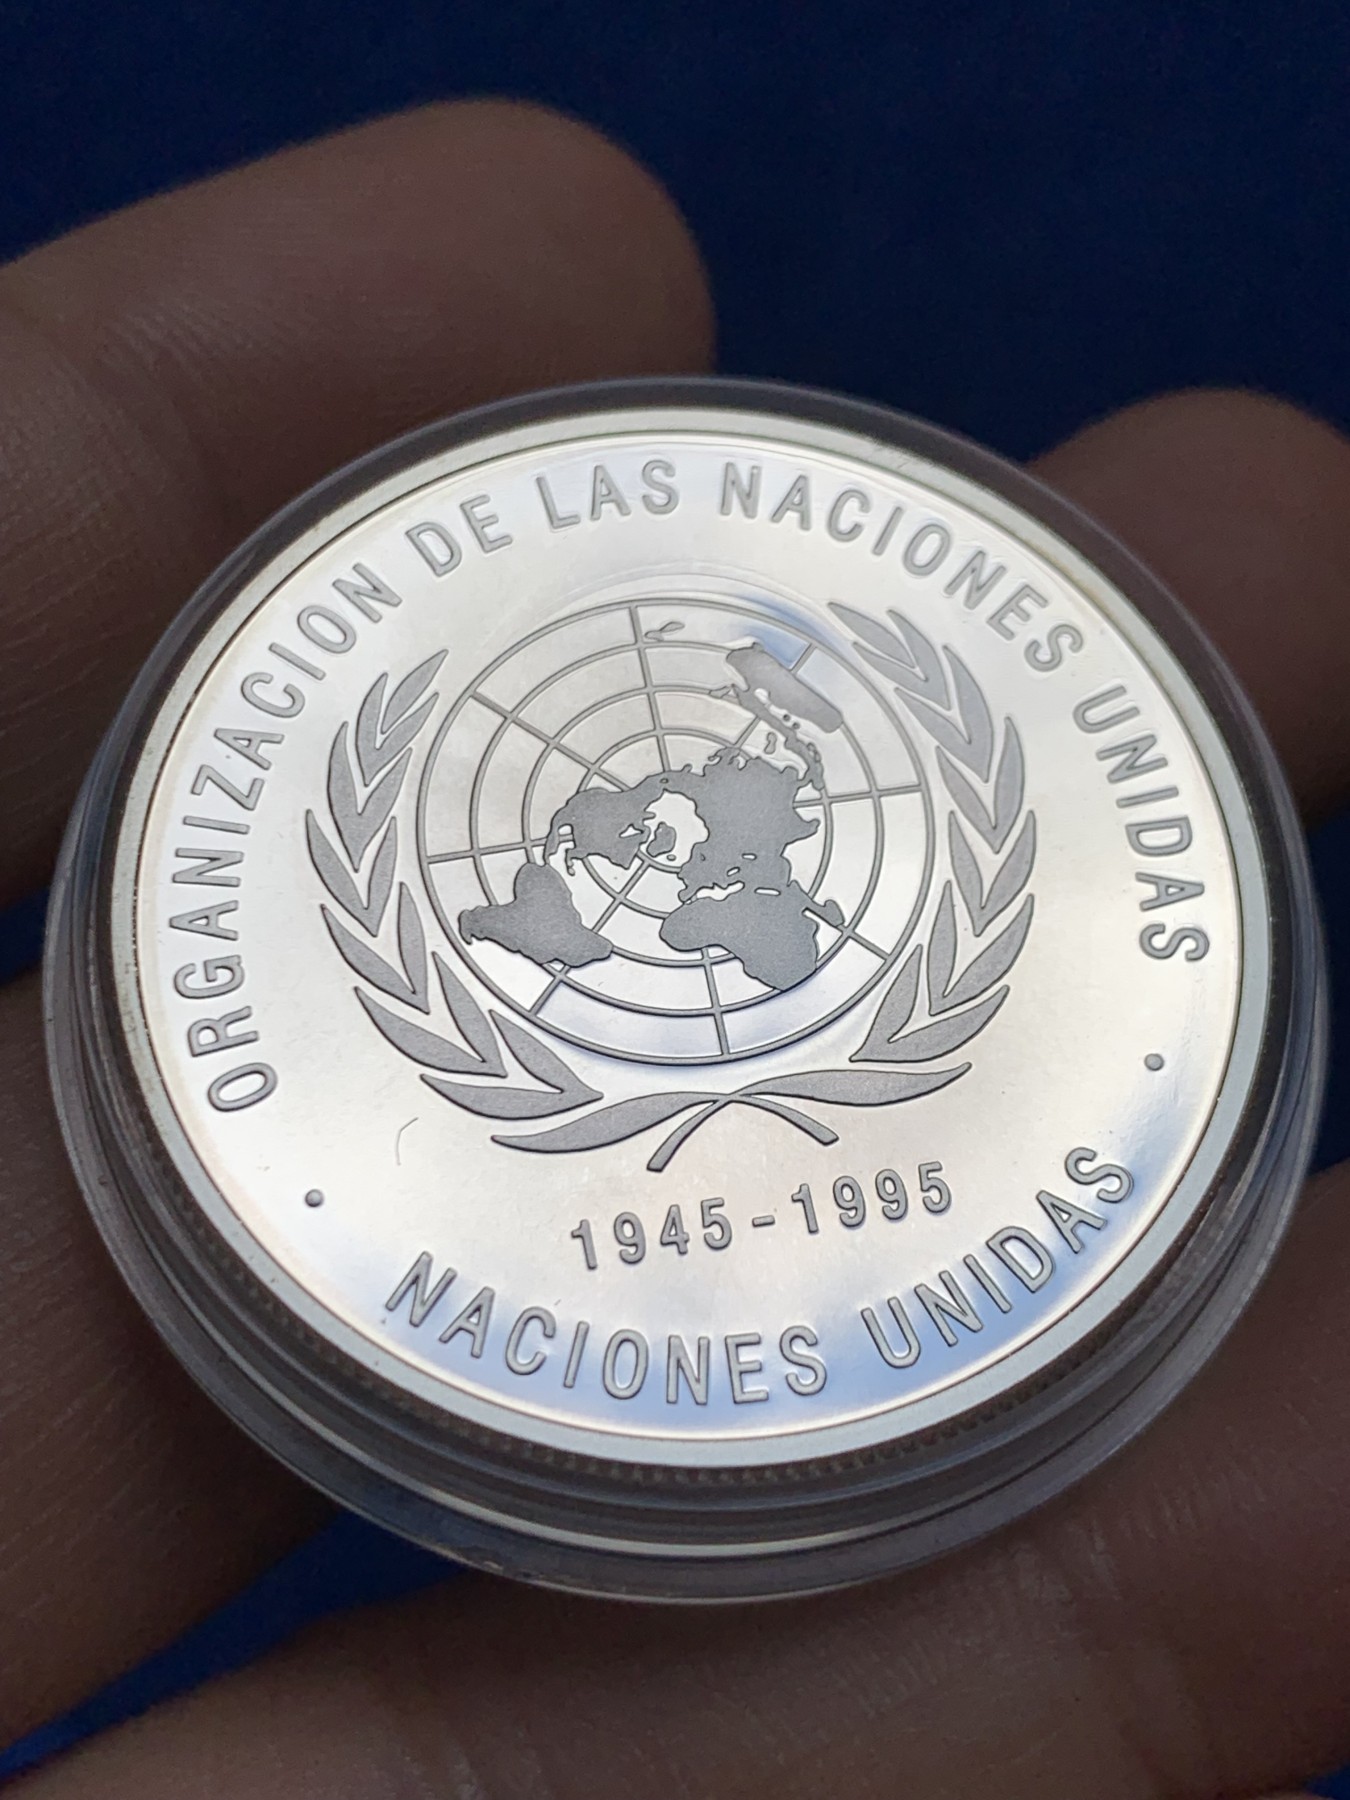 ORGANIZACION DE LAS NACIONES UNIDAS
1945-1995
NACIONES UNIDAS